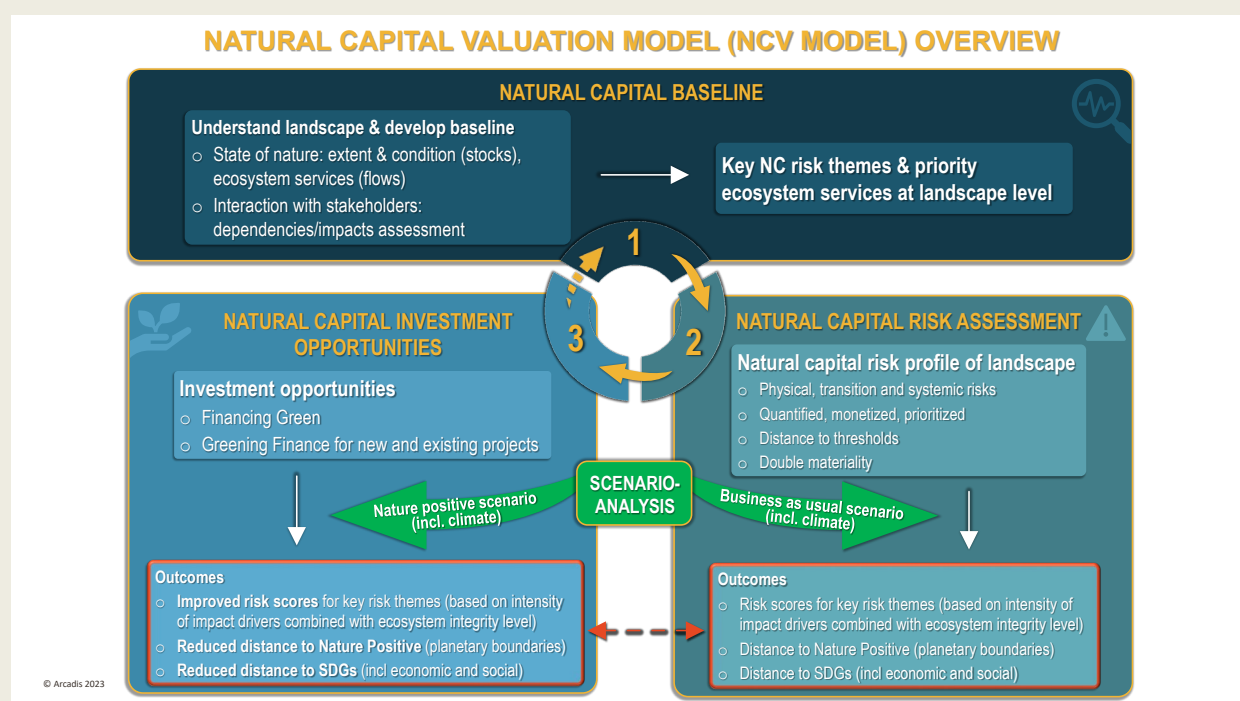 NATURAL CAPITAL VALUATION MODEL (NCV MODEL) OVERVIEW
NATURAL CAPITAL BASELINE
Understand landscape & develop baseline
○ State of nature: extent & condition (stocks),
ecosystem services (flows)
○ Interaction with stakeholders:
dependencies/impacts assessment
Key NC risk themes & priority
ecosystem services at landscape level
1
2
3
NATURAL CAPITAL INVESTMENT
OPPORTUNITIES
Investment opportunities
○ Financing Green
○ Greening Finance for new and existing projects
NATURAL CAPITAL RISK ASSESSMENT
Natural capital risk profile of landscape
○ Physical, transition and systemic risks
○ Quantified, monetized, prioritized
○ Distance to thresholds
○ Double materiality
SCENARIO-
ANALYSIS
Nature positive scenario
(incl. climate)
Business as usual scenario
(incl. climate)
Outcomes
○ Improved risk scores for key risk themes (based on intensity
of impact drivers combined with ecosystem integrity level)
○ Reduced distance to Nature Positive (planetary boundaries)
○ Reduced distance to SDGs (incl economic and social)
Outcomes
○ Risk scores for key risk themes (based on intensity of
impact drivers combined with ecosystem integrity level)
○ Distance to Nature Positive (planetary boundaries)
○ Distance to SDGs (incl economic and social)
© Arcadis 2023